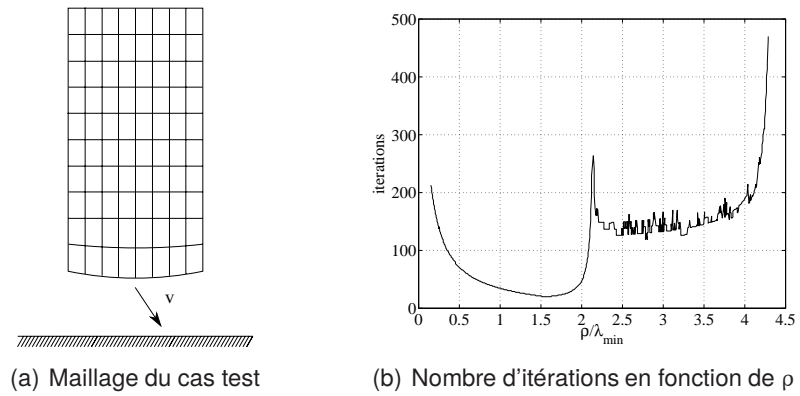 v
(a) Maillage du cas test
500
400
300
200
100
0
iterations
0 0.5 1 1.5 2 2.5 3 3.5 4 4.5
ρ/λmin
(b) Nombre d'itérations en fonction de ρ